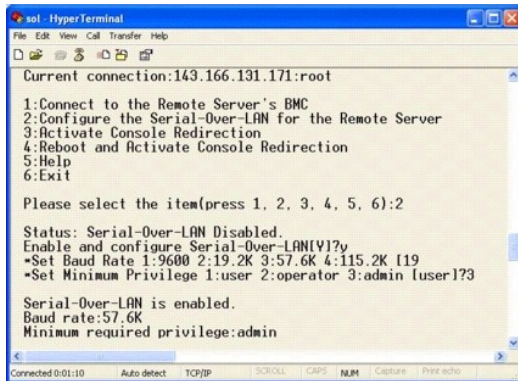 sol - HyperTerminal
File Edit View Call Transfer Help
Current connection:143.166.131.171:root
1:Connect to the Remote Server's BMC
2:Configure the Serial-Over-LAN for the Remote Server
3:Activate Console Redirection
4:Reboot and Activate Console Redirection
5:Help
6:Exit
Please select the item(press 1, 2, 3, 4, 5, 6):2
Status: Serial-Over-LAN Disabled.
Enable and configure Serial-Over-LAN[Y]?y
*Set Baud Rate 1:9600 2:19.2K 3:57.6K 4:115.2K [19
*Set Minimum Privilege 1:user 2:operator 3:admin [user]?3
Serial-Over-LAN is enabled.
Baud rate:57.6K
Minimum required privilege:admin
Connected 0:01:10 Auto detect TCP/IP SCROLL CAPS NUM Capture Print echo